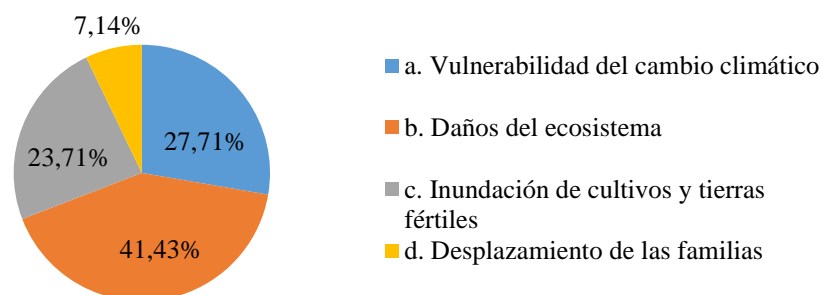 7,14%
a. Vulnerabilidad del cambio climático
27,71%
b. Daños del ecosistema
23,71%
c. Inundación de cultivos y tierras
fértiles
41,43%
d. Desplazamiento de las familias